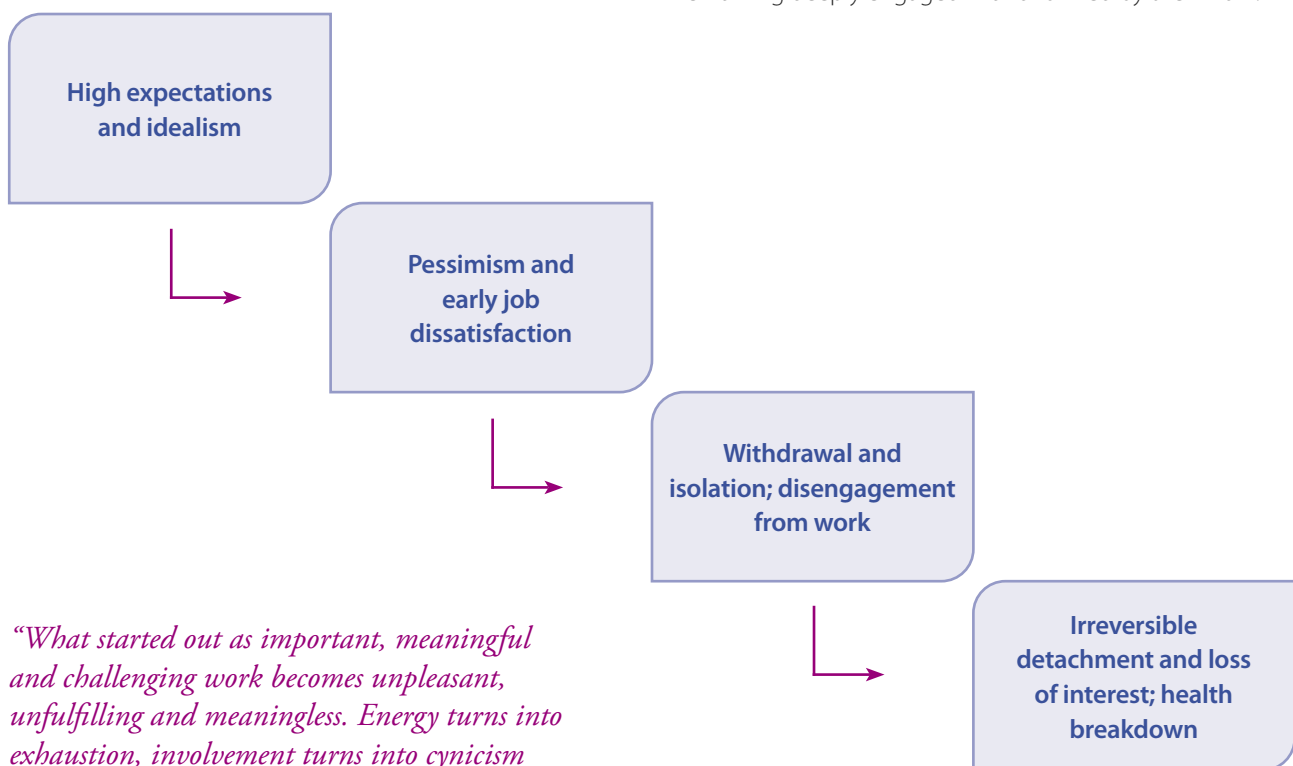 High expectations
and idealism
Pessimism and
early job
dissatisfaction
Withdrawal and
isolation; disengagement
from work
Irreversible
detachment and loss
of interest; health
breakdown
“What started out as important, meaningful
and challenging work becomes unpleasant,
unfulfilling and meaningless. Energy turns into
exhaustion, involvement turns into cynicism